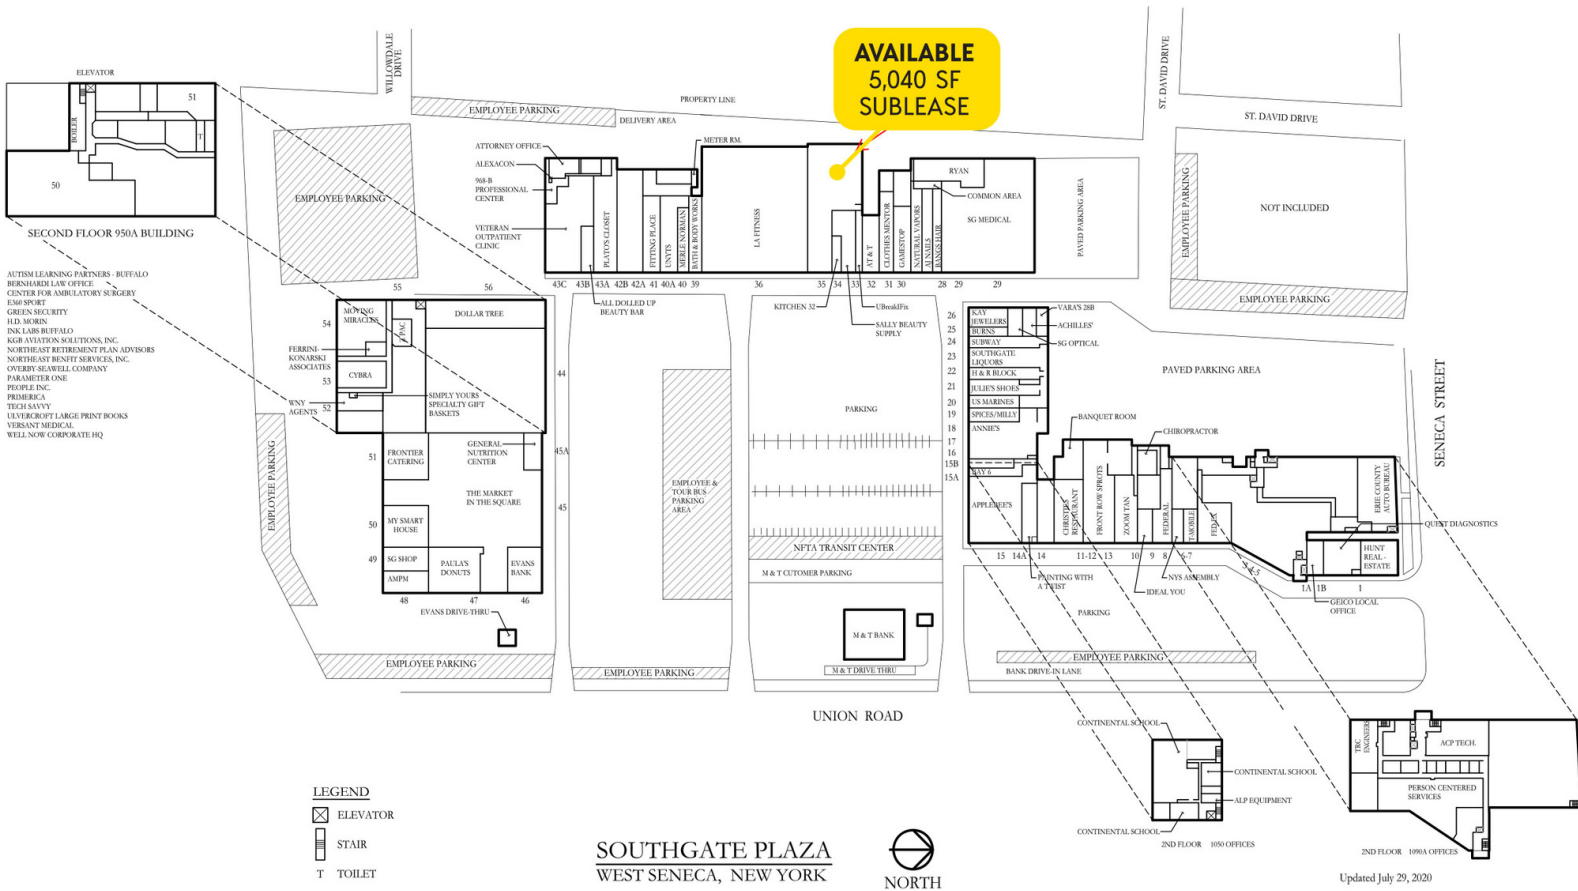 AVAILABLE
5,040 SF
SUBLEASE
ELEVATOR
51
BOILER
T
50
SECOND FLOOR 950A BUILDING
AUTISM LEARNING PARTNERS - BUFFALO
BERNHARDI LAW OFFICE
CENTER FOR AMBULATORY SURGERY
E360 SPORT
GREEN SECURITY
H.D. MORIN
INK LABS BUFFALO
KGB AVIATION SOLUTIONS, INC.
NORTHEAST RETIREMENT PLAN ADVISORS
NORTHEAST BENFIT SERVICES, INC.
OVERBY-SEAWELL COMPANY
PARAMETER ONE
PEOPLE INC.
PRIMERICA
TECH SAVVY
ULVERCROFT LARGE PRINT BOOKS
VERSANT MEDICAL
WELL NOW CORPORATE HQ
WILLOWDALE
DRIVE
EMPLOYEE PARKING
PROPERTY LINE
DELIVERY AREA
ST. DAVID DRIVE
ST. DAVID DRIVE
EMPLOYEE PARKING
ATTORNEY OFFICE
ALEXACON
968-B
PROFESSIONAL
CENTER
VETERAN
OUTPATIENT
CLINIC
METER RM.
PLATO'S CLOSET
FITTING PLACE
UNYTS
MERLE NORMAN
BATH & BODY WORKS
LA FITNESS
AT & T
CLOTHES MENTOR
GAMESTOP
NATURAL VAPORS
AJ NAILS
BANGS HAIR
RYAN
COMMON AREA
SG MEDICAL
PAVED PARKING AREA
EMPLOYEE PARKING
NOT INCLUDED
EMPLOYEE PARKING
43C
43B
43A
42B
42A
41
40A
40
39
36
35
34
33
32
31
30
29
28
29
29
ALL DOLLED UP
BEAUTY BAR
KITCHEN 32
UBreakIFix
SALLY BEAUTY
SUPPLY
55
56
54
MOVING
MIRACLES
J PAC
DOLLAR TREE
FERRINI-
KONARSKI
ASSOCIATES
53
CYBRA
WNY
AGENTS
52
SIMPLY YOURS
SPECIALTY GIFT
BASKETS
44
51
FRONTIER
CATERING
GENERAL
NUTRITION
CENTER
45A
THE MARKET
IN THE SQUARE
45
50
MY SMART
HOUSE
49
SG SHOP
AMPM
PAULA'S
DONUTS
EVANS
BANK
48
47
46
EVANS DRIVE-THRU
EMPLOYEE PARKING
EMPLOYEE PARKING
EMPLOYEE &
TOUR BUS
PARKING
AREA
EMPLOYEE PARKING
PARKING
NFTA TRANSIT CENTER
M & T CUTOMER PARKING
M & T BANK
M & T DRIVE THRU
26
25
24
23
22
21
20
19
18
17
16
15B
15A
KAY
JEWELERS
BURNS
SUBWAY
SOUTHGATE
LIQUORS
H & R BLOCK
JULIE'S SHOES
US MARINES
SPICES/MILLY
ANNIE'S
BAY 6
APPLEBEE'S
VARA'S 28B
ACHILLES'
SG OPTICAL
PAVED PARKING AREA
SENECA STREET
BANQUET ROOM
CHIROPRACTOR
CHRISTIES
RESTAURANT
FRONT ROW SPROTS
ZOOM TAN
FEDERAL
T-MOBILE
FED EX
ERIE COUNTY
AUTO BUREAU
QUEST DIAGNOSTICS
HUNT
REAL -
ESTATE
15
14A
14
11-12
13
10
9
8
6-7
3-4-5
1A
1B
1
PAINTING WITH
A TWIST
NYS ASSEMBLY
IDEAL YOU
GEICO LOCAL
OFFICE
PARKING
EMPLOYEE PARKING
BANK DRIVE-IN LANE
UNION ROAD
CONTINENTAL SCHOOL
CONTINENTAL SCHOOL
ALP EQUIPMENT
CONTINENTAL SCHOOL
2ND FLOOR 1050 OFFICES
TRC
ENGINEERS
ACP TECH.
PERSON CENTERED
SERVICES
2ND FLOOR 1090A OFFICES
LEGEND
ELEVATOR
STAIR
T TOILET
SOUTHGATE PLAZA
WEST SENECA, NEW YORK
NORTH
Updated July 29, 2020